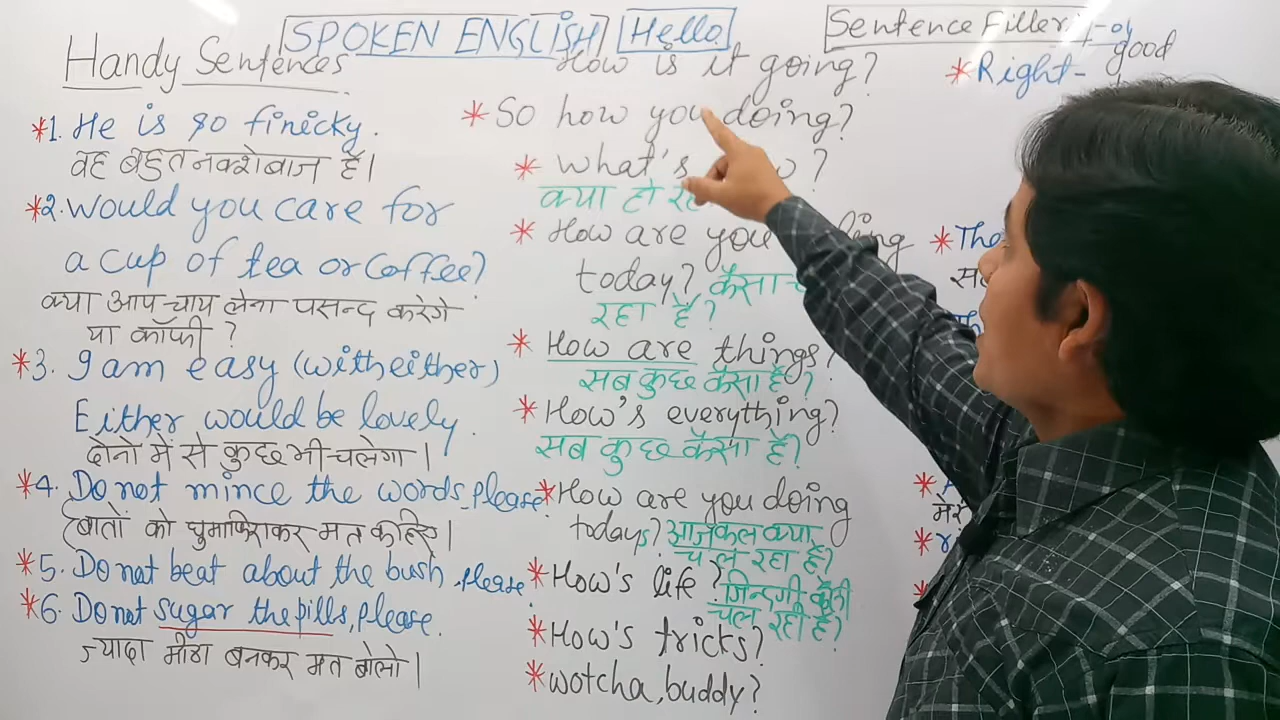 SPOKEN ENGLISH
Hello
Sentence Filler
Handy Sentences
*1. He is so finicky.
वह बहुत नक्शेबाज है।
*2. Would you care for
a cup of tea or Coffee?
क्या आप चाय लेना पसन्द करेगे
या कॉफी ?
*3. I am easy (with either)
Either would be lovely.
दोनो में से कुछ भी चलेगा।
*4. Do not mince the words, please
(बातों को घुमाफिराकर मत कहिए।
*5. Do not beat about the bush, please
*6. Do not sugar the pills, please.
ज्यादा मीठा बनकर मत बोलो।
How is it going?
*So how you doing?
*What's
क्या हो
*How are you
today? कैसा
रहा है?
*How are things?
सब कुछ कैसा है?
*How's everything?
सब कुछ कैसा है?
*How are you doing
todays? आजकल क्या
चल रहा है?
*How's life? जिन्दगी कैसी
चल रही है?
*How's tricks?
*Wotcha, buddy?
good
*Right-